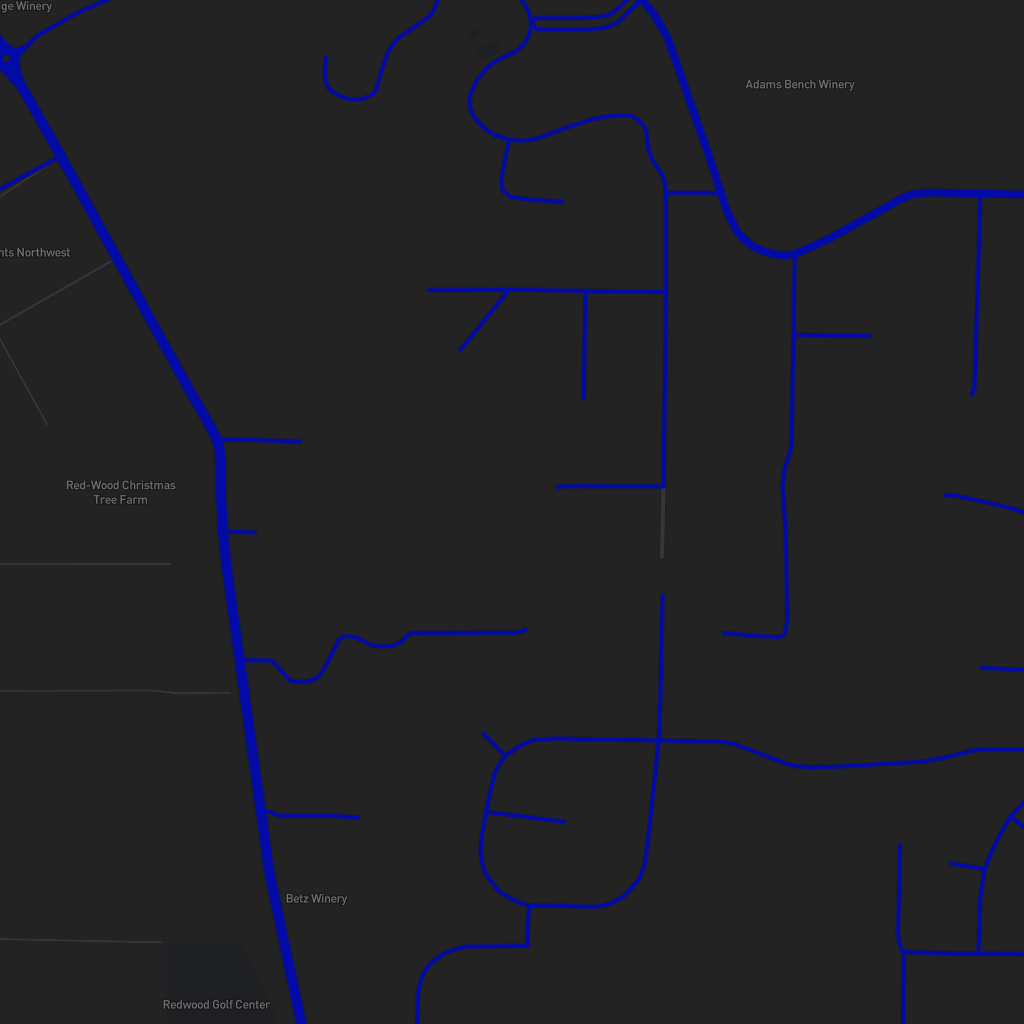 ge Winery
Adams Bench Winery
nts Northwest
Red-Wood Christmas
Tree Farm
Betz Winery
Redwood Golf Center